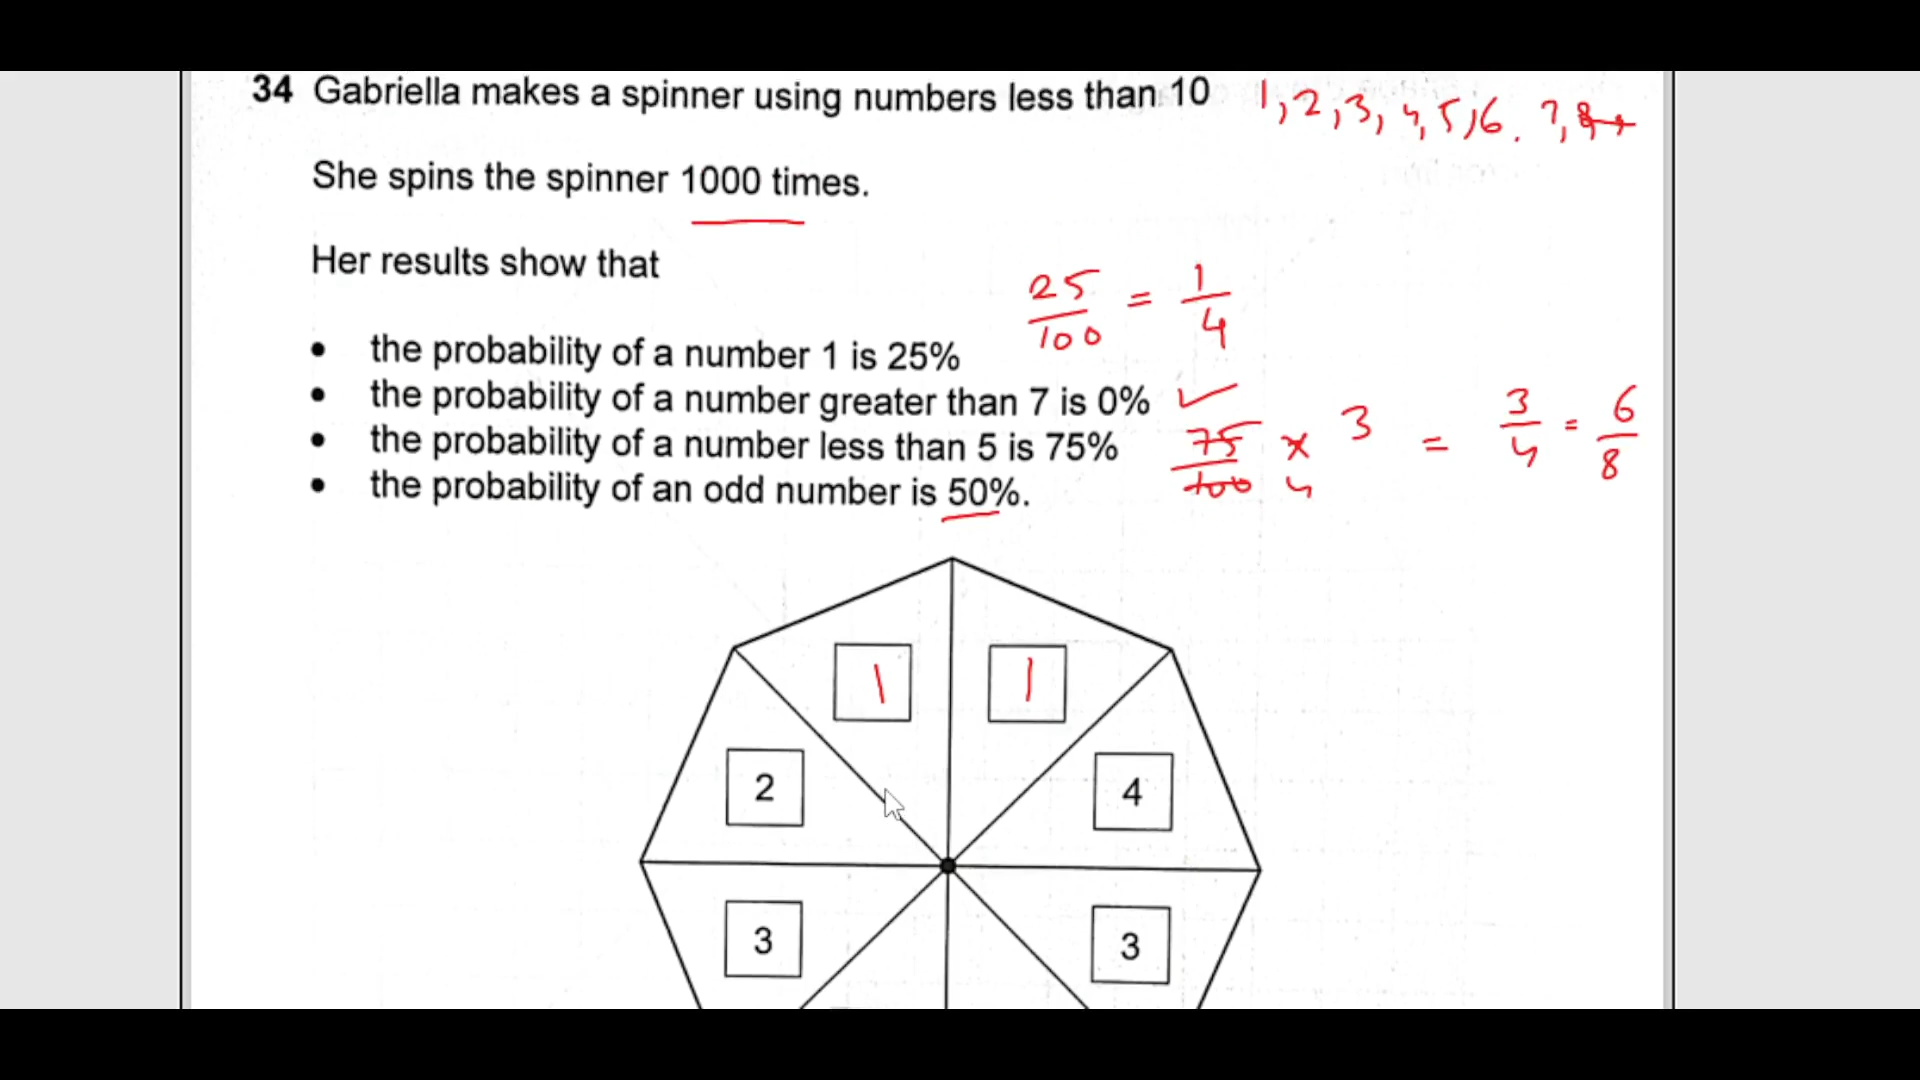 34 Gabriella makes a spinner using numbers less than 10 1, 2, 3, 4, 5, 6. 7, 8, 9
She spins the spinner 1000 times.
Her results show that
25/100 = 1/4
• the probability of a number 1 is 25%
• the probability of a number greater than 7 is 0% ✓
• the probability of a number less than 5 is 75% 75/100 × 3/4 = 3/4 = 6/8
• the probability of an odd number is 50%.
1 1
2 4
3 3